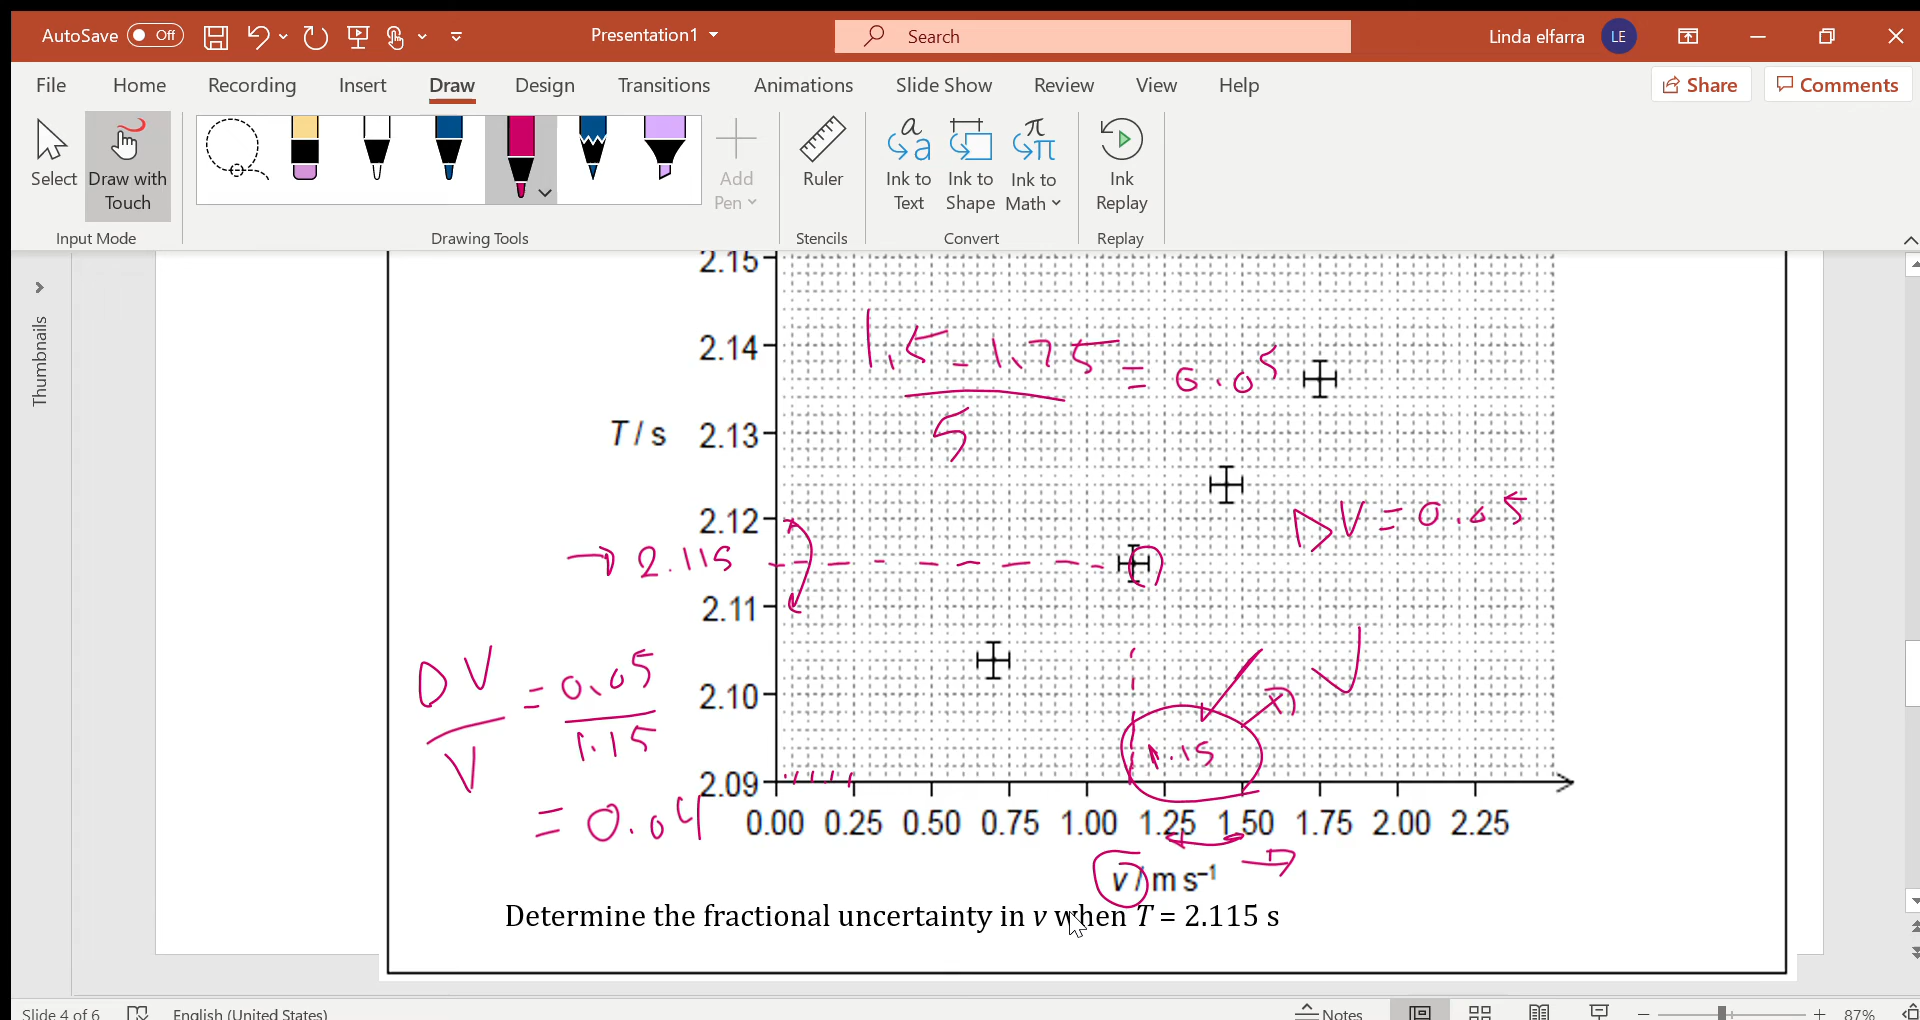 AutoSave Off Presentation1 Search Linda elfarra LE
File Home Recording Insert Draw Design Transitions Animations Slide Show Review View Help Share Comments
Select Draw with Touch Add Pen Ruler Ink to Text Ink to Shape Ink to Math Ink Replay
Input Mode Drawing Tools Stencils Convert Replay
Thumbnails
2.15
2.14
1.5 - 1.75 = 0.05
5
T / s 2.13
2.12
ΔV = 0.05
→ 2.115
2.11
2.10
ΔV = 0.05
V 1.15
1.15
2.09
= 0.04
0.00 0.25 0.50 0.75 1.00 1.25 1.50 1.75 2.00 2.25
v / m s⁻¹
Determine the fractional uncertainty in v when T = 2.115 s
Slide 4 of 6 English (United States) Notes 87%